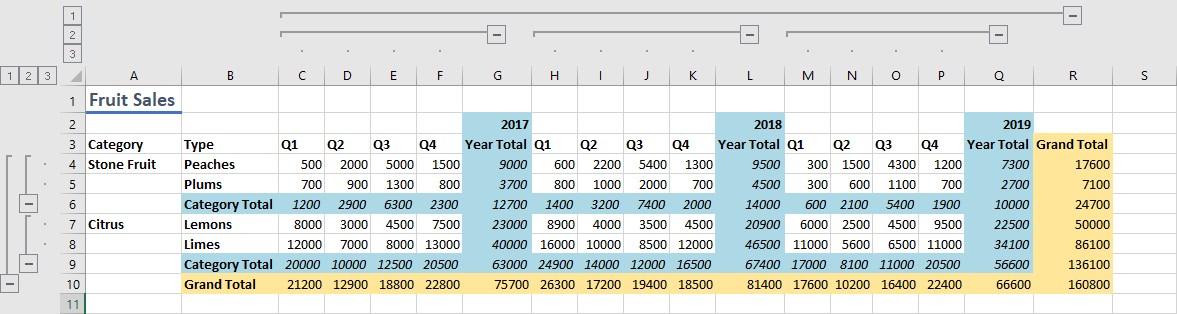 1
2
3
1 2 3 A B C D E F G H I J K L M N O P Q R S
1 Fruit Sales
2 2017 2018 2019
3 Category Type Q1 Q2 Q3 Q4 Year Total Q1 Q2 Q3 Q4 Year Total Q1 Q2 Q3 Q4 Year Total Grand Total
4 Stone Fruit Peaches 500 2000 5000 1500 9000 600 2200 5400 1300 9500 300 1500 4300 1200 7300 17600
5 Plums 700 900 1300 800 3700 800 1000 2000 700 4500 300 600 1100 700 2700 7100
6 Category Total 1200 2900 6300 2300 12700 1400 3200 7400 2000 14000 600 2100 5400 1900 10000 24700
7 Citrus Lemons 8000 3000 4500 7500 23000 8900 4000 3500 4500 20900 6000 2500 4500 9500 22500 50000
8 Limes 12000 7000 8000 13000 40000 16000 10000 8500 12000 46500 11000 5600 6500 11000 34100 86100
9 Category Total 20000 10000 12500 20500 63000 24900 14000 12000 16500 67400 17000 8100 11000 20500 56600 136100
10 Grand Total 21200 12900 18800 22800 75700 26300 17200 19400 18500 81400 17600 10200 16400 22400 66600 160800
11